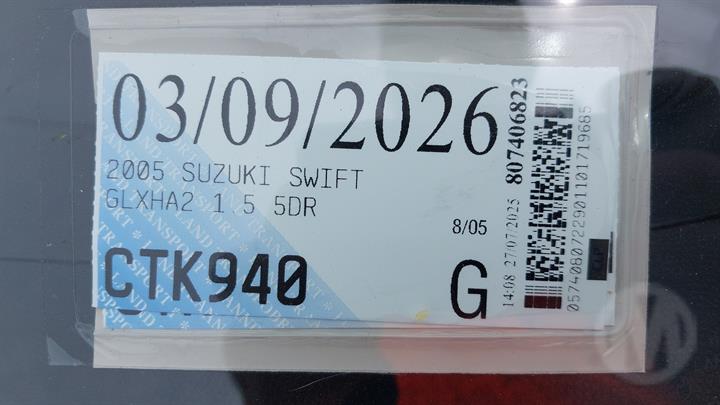 03/09/2026
2005 SUZUKI SWIFT
GLXHA2 1.5 5DR
8/05
CTK940
G
14:08 27/07/2025
807406823
0574080722901101719685